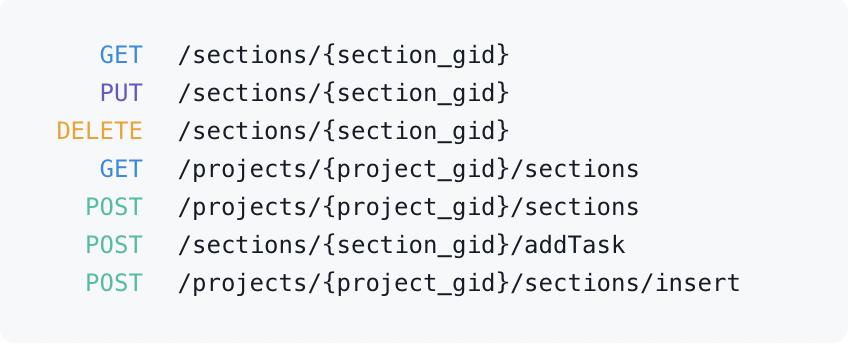 GET /sections/{section_gid}
PUT /sections/{section_gid}
DELETE /sections/{section_gid}
GET /projects/{project_gid}/sections
POST /projects/{project_gid}/sections
POST /sections/{section_gid}/addTask
POST /projects/{project_gid}/sections/insert